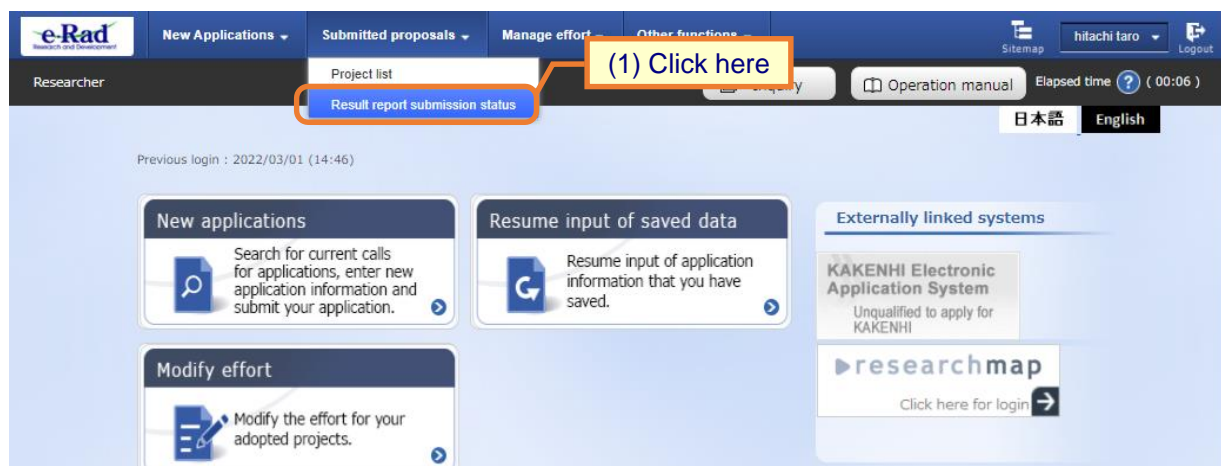 e-Rad
Research and Development
New Applications
Submitted proposals
Manage effort
Other functions
Sitemap
hitachi taro
Logout
(1) Click here
Researcher
Project list
Result report submission status
Operation manual
Elapsed time ? ( 00:06 )
日本語
English
Previous login : 2022/03/01 (14:46)
New applications
Search for current calls
for applications, enter new
application information and
submit your application.
Resume input of saved data
Resume input of application
information that you have
saved.
Externally linked systems
KAKENHI Electronic
Application System
Unqualified to apply for
KAKENHI
researchmap
Click here for login
Modify effort
Modify the effort for your
adopted projects.